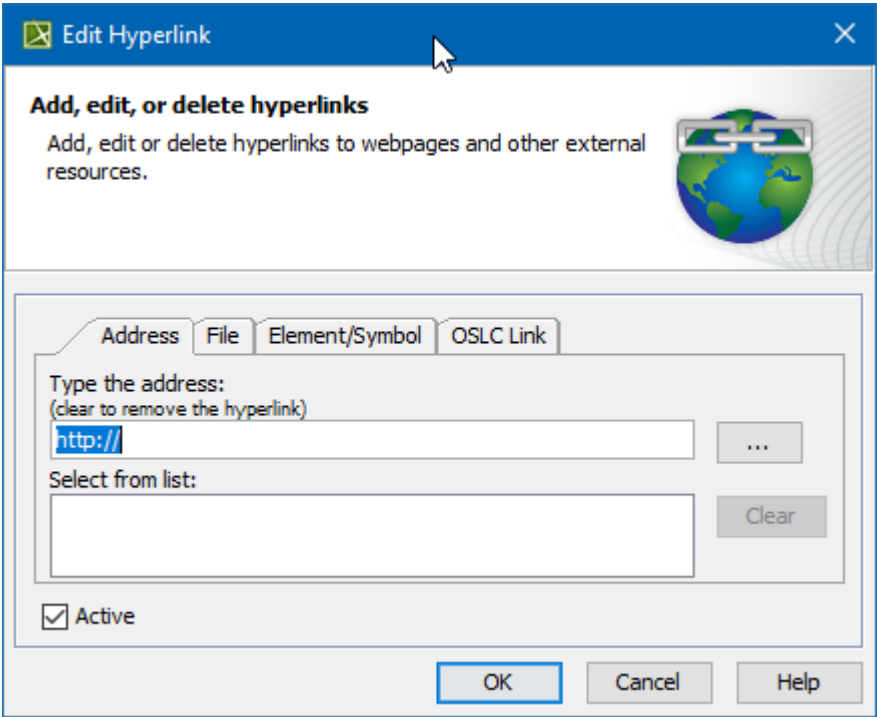 Edit Hyperlink
Add, edit, or delete hyperlinks
Add, edit or delete hyperlinks to webpages and other external
resources.
Address File Element/Symbol OSLC Link
Type the address:
(clear to remove the hyperlink)
http://
...
Select from list:
Clear
Active
OK Cancel Help